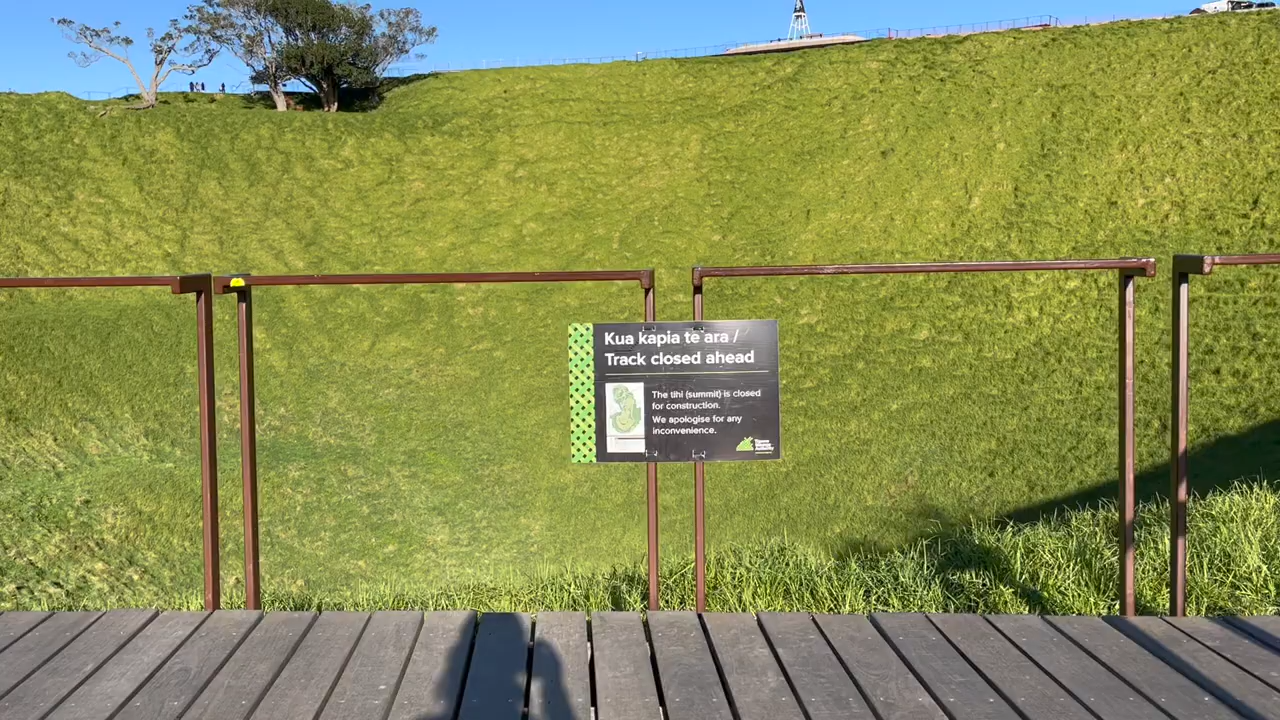 Kua kapia te ara /
Track closed ahead
The tihi (summit) is closed
for construction.
We apologise for any
inconvenience.